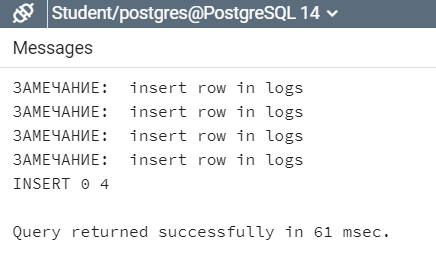 Student/postgres@PostgreSQL 14
Messages
ЗАМЕЧАНИЕ: insert row in logs
ЗАМЕЧАНИЕ: insert row in logs
ЗАМЕЧАНИЕ: insert row in logs
ЗАМЕЧАНИЕ: insert row in logs
INSERT 0 4
Query returned successfully in 61 msec.